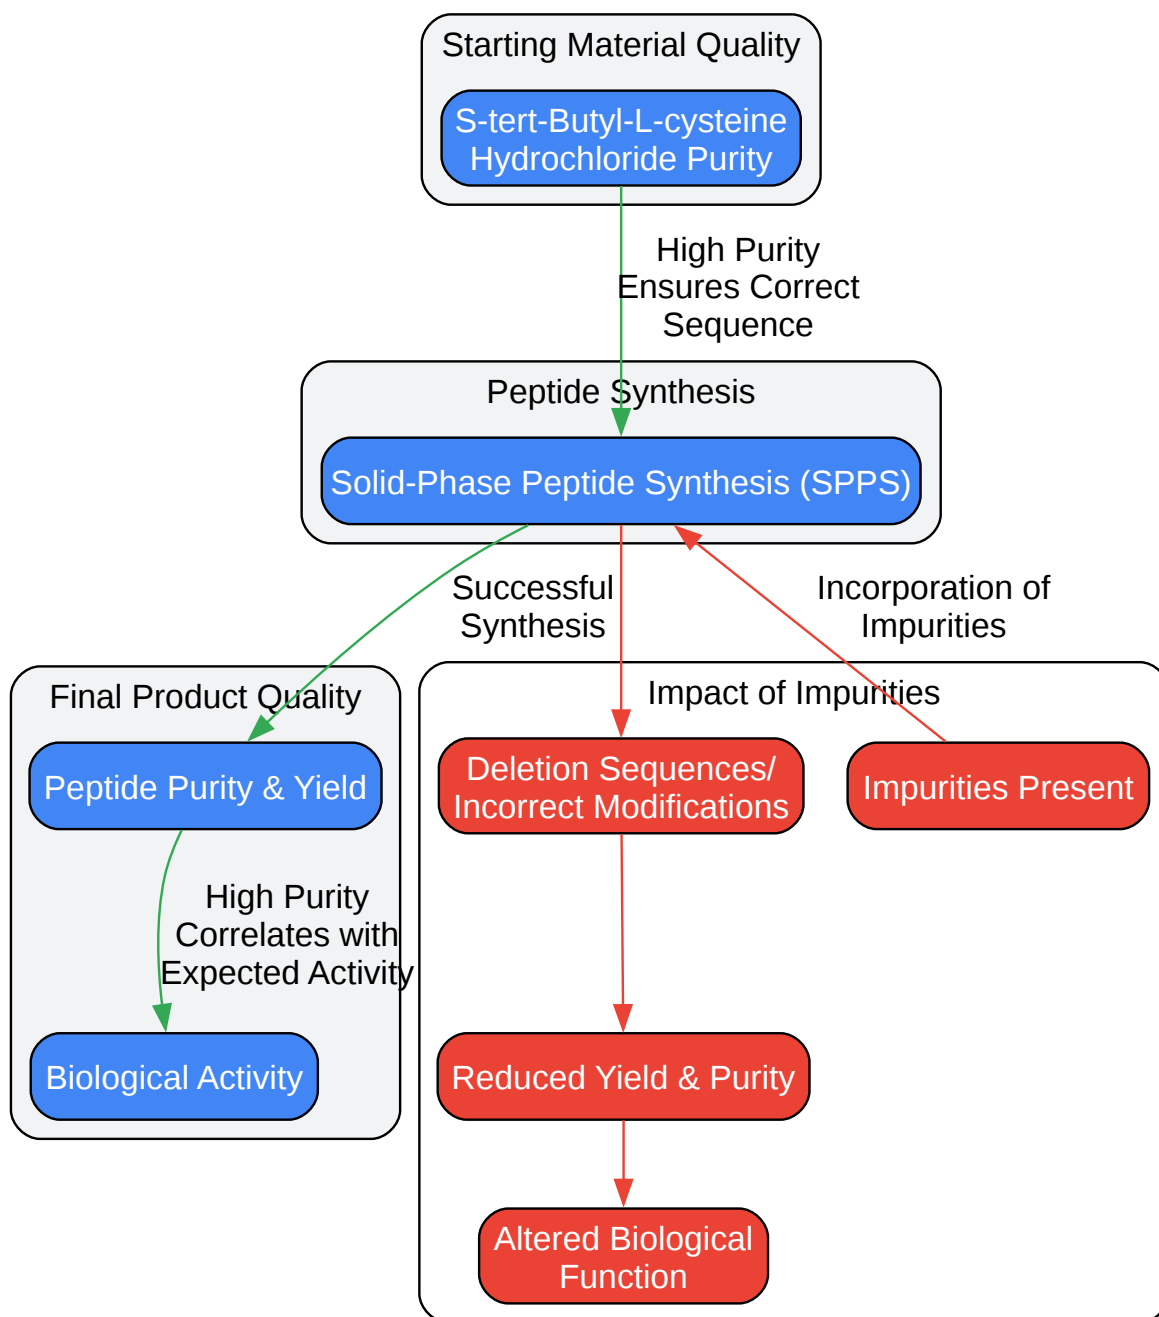 Starting Material Quality
S-tert-Butyl-L-cysteine
Hydrochloride Purity
High Purity
Ensures Correct
Sequence
Peptide Synthesis
Solid-Phase Peptide Synthesis (SPPS)
Successful
Synthesis
Incorporation of
Impurities
Final Product Quality
Peptide Purity & Yield
High Purity
Correlates with
Expected Activity
Biological Activity
Impact of Impurities
Deletion Sequences/
Incorrect Modifications
Impurities Present
Reduced Yield & Purity
Altered Biological
Function